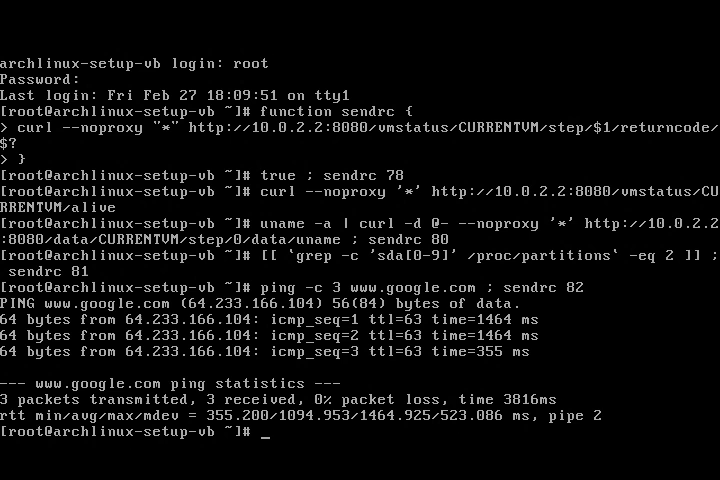 archlinux-setup-vb login: root
Password:
Last login: Fri Feb 27 18:09:51 on tty1
[root@archlinux-setup-vb ~]# function sendrc {
> curl --noproxy "*" http://10.0.2.2:8080/vmstatus/CURRENTVM/step/$1/returncode/
$?
> }
[root@archlinux-setup-vb ~]# true ; sendrc 78
[root@archlinux-setup-vb ~]# curl --noproxy '*' http://10.0.2.2:8080/vmstatus/CU
RRENTVM/alive
[root@archlinux-setup-vb ~]# uname -a | curl -d @- --noproxy '*' http://10.0.2.2
:8080/data/CURRENTVM/step/0/data/uname ; sendrc 80
[root@archlinux-setup-vb ~]# [[ `grep -c 'sda[0-9]' /proc/partitions` -eq 2 ]] ;
 sendrc 81
[root@archlinux-setup-vb ~]# ping -c 3 www.google.com ; sendrc 82
PING www.google.com (64.233.166.104) 56(84) bytes of data.
64 bytes from 64.233.166.104: icmp_seq=1 ttl=63 time=1464 ms
64 bytes from 64.233.166.104: icmp_seq=2 ttl=63 time=1464 ms
64 bytes from 64.233.166.104: icmp_seq=3 ttl=63 time=355 ms

--- www.google.com ping statistics ---
3 packets transmitted, 3 received, 0% packet loss, time 3816ms
rtt min/avg/max/mdev = 355.200/1094.953/1464.925/523.086 ms, pipe 2
[root@archlinux-setup-vb ~]# _